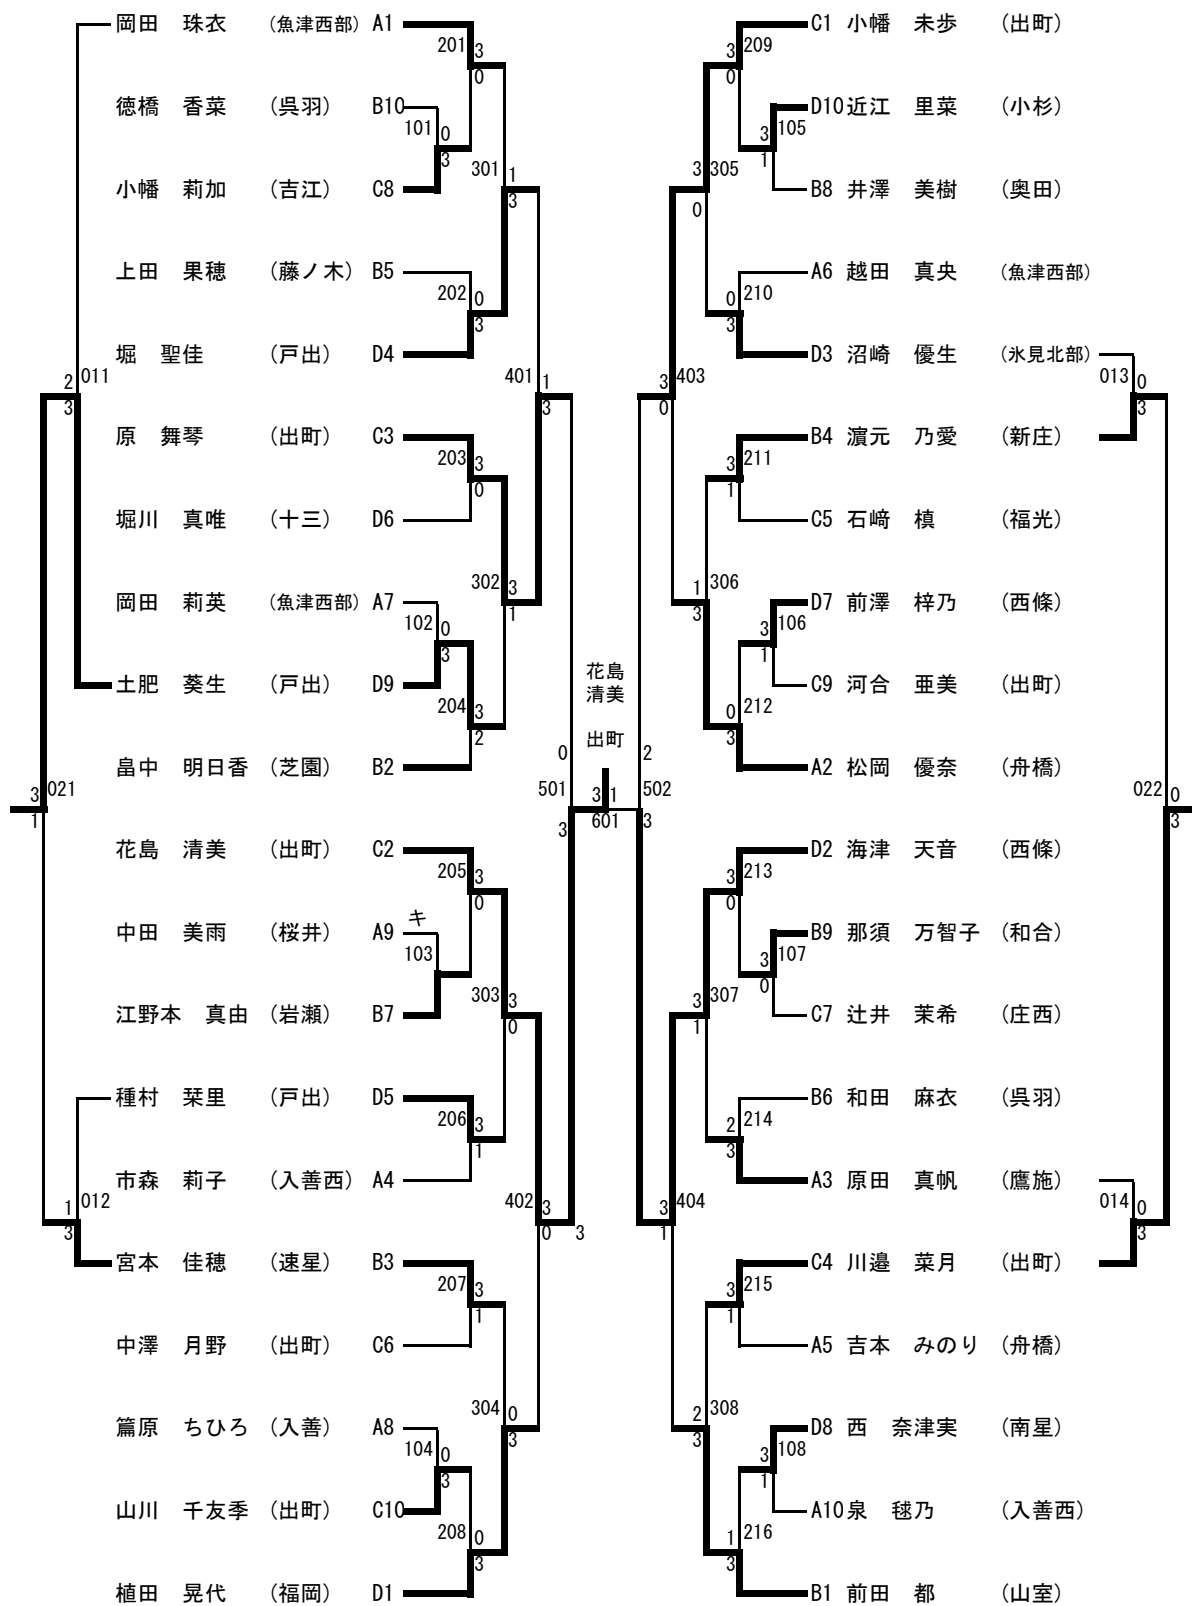 岡田 珠衣 (魚津西部) A1
徳橋 香菜 (呉羽) B10
小幡 莉加 (吉江) C8
上田 果穂 (藤ノ木) B5
堀 聖佳 (戸出) D4
原 舞琴 (出町) C3
堀川 真唯 (十三) D6
岡田 莉英 (魚津西部) A7
土肥 葵生 (戸出) D9
畠中 明日香 (芝園) B2
花島 清美 (出町) C2
中田 美雨 (桜井) A9 キ
江野本 真由 (岩瀬) B7
種村 栞里 (戸出) D5
市森 莉子 (入善西) A4
宮本 佳穂 (速星) B3
中澤 月野 (出町) C6
篇原 ちひろ (入善) A8
山川 千友季 (出町) C10
植田 晃代 (福岡) D1
201 3 0
101 0 3
301 1 3
202 0 3
011 2 3
401 1 3
203 3 0
302 3 1
102 0 3
204 3 2
021 3 1
501 0 3
205 3 0
103
303 3 0
206 3 1
012 1 3
402 3 0 3
207 3 1
304 0 3
104 0 3
208 0 3
花島
清美
出町
3 1
601
C1 小幡 未歩 (出町)
D10 近江 里菜 (小杉)
B8 井澤 美樹 (奥田)
A6 越田 真央 (魚津西部)
D3 沼崎 優生 (氷見北部)
B4 濵元 乃愛 (新庄)
C5 石﨑 槙 (福光)
D7 前澤 梓乃 (西條)
C9 河合 亜美 (出町)
A2 松岡 優奈 (舟橋)
D2 海津 天音 (西條)
B9 那須 万智子 (和合)
C7 辻井 茉希 (庄西)
B6 和田 麻衣 (呉羽)
A3 原田 真帆 (鷹施)
C4 川邉 菜月 (出町)
A5 吉本 みのり (舟橋)
D8 西 奈津実 (南星)
A10 泉 毬乃 (入善西)
B1 前田 都 (山室)
3 0 209
3 1 105
3 0 305
0 3 210
013 0 3
3 0 403
3 1 211
1 3 306
3 1 106
0 3 212
2 3 502
022 0 3
3 0 213
3 0 107
3 1 307
2 3 214
014 0 3
3 1 404
3 1 215
2 3 308
3 1 108
1 3 216